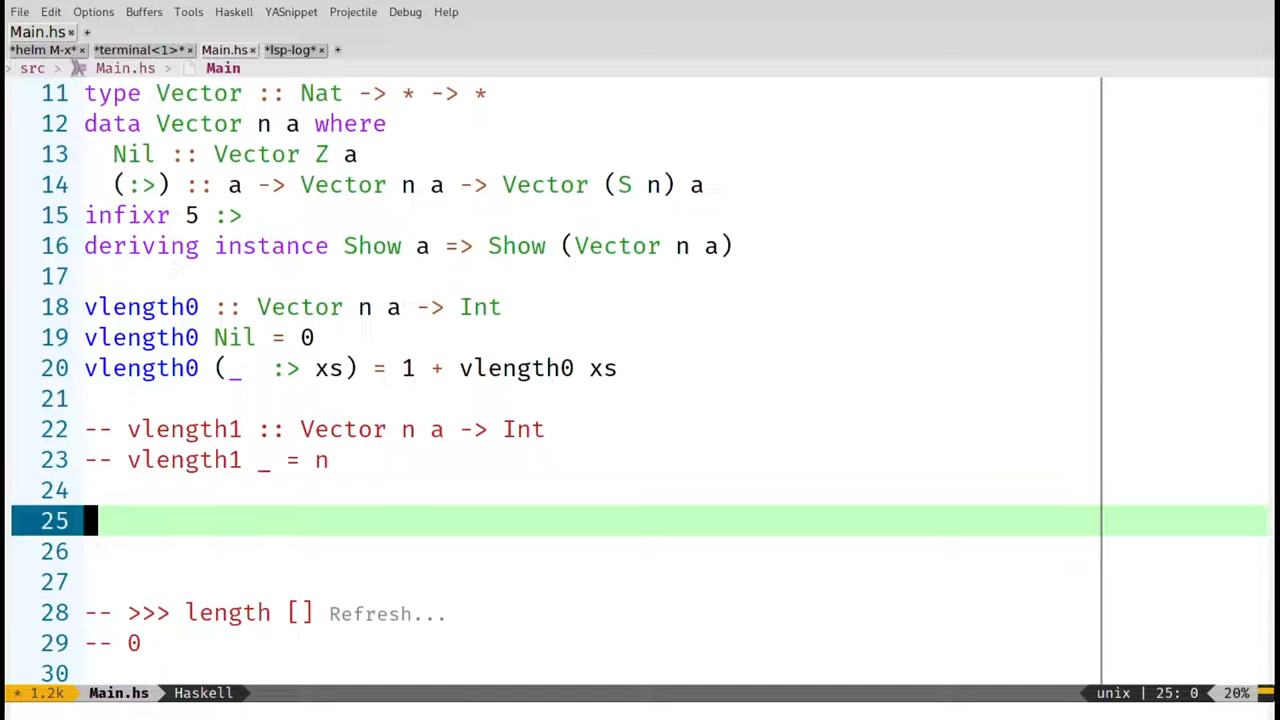 File Edit Options Buffers Tools Haskell YASnippet Projectile Debug Help
Main.hs × +
*helm M-x* × *terminal<1>* × Main.hs × *lsp-log* × +
> src > Main.hs > Main
11 type Vector :: Nat -> * -> *
12 data Vector n a where
13 Nil :: Vector Z a
14 (:>) :: a -> Vector n a -> Vector (S n) a
15 infixr 5 :>
16 deriving instance Show a => Show (Vector n a)
17
18 vlength0 :: Vector n a -> Int
19 vlength0 Nil = 0
20 vlength0 (_  :> xs) = 1 + vlength0 xs
21
22 -- vlength1 :: Vector n a -> Int
23 -- vlength1 _ = n
24
25
26
27
28 -- >>> length [] Refresh...
29 -- 0
30
* 1.2k Main.hs Haskell unix | 25: 0 20%